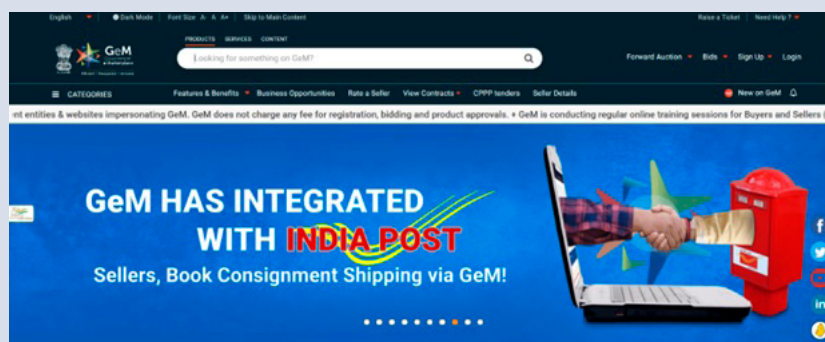 English
Dark Mode
Font Size A- A A+
Skip to Main Content
Raise a Ticket
Need Help ?
PRODUCTS SERVICES CONTENT
GeM
Looking for something on GeM?
Forward Auction Bids Sign Up Login
CATEGORIES
Features & Benefits Business Opportunities Rate a Seller View Contracts CPPP tenders Seller Details
New on GeM
nt entities & websites impersonating GeM. GeM does not charge any fee for registration, bidding and product approvals. + GeM is conducting regular online training sessions for Buyers and Sellers (
GeM HAS INTEGRATED
WITH INDIA POST
Sellers, Book Consignment Shipping via GeM!